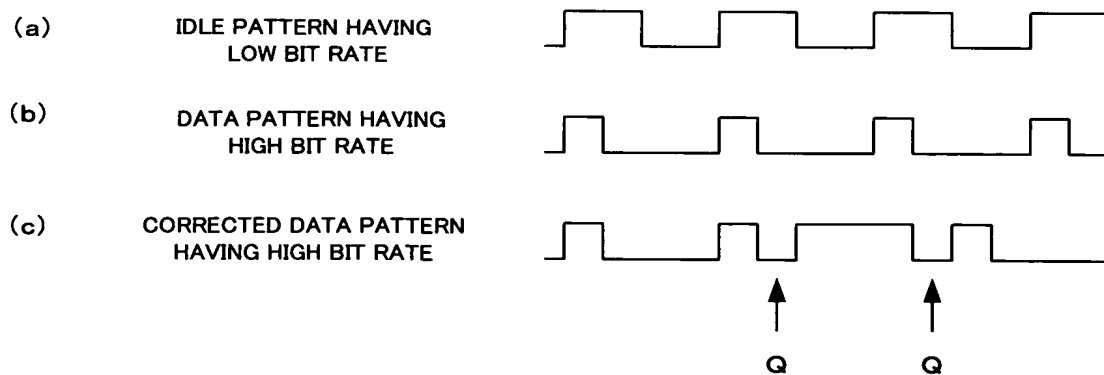 (a)
IDLE PATTERN HAVING
LOW BIT RATE
(b)
DATA PATTERN HAVING
HIGH BIT RATE
(c)
CORRECTED DATA PATTERN
HAVING HIGH BIT RATE
Q Q